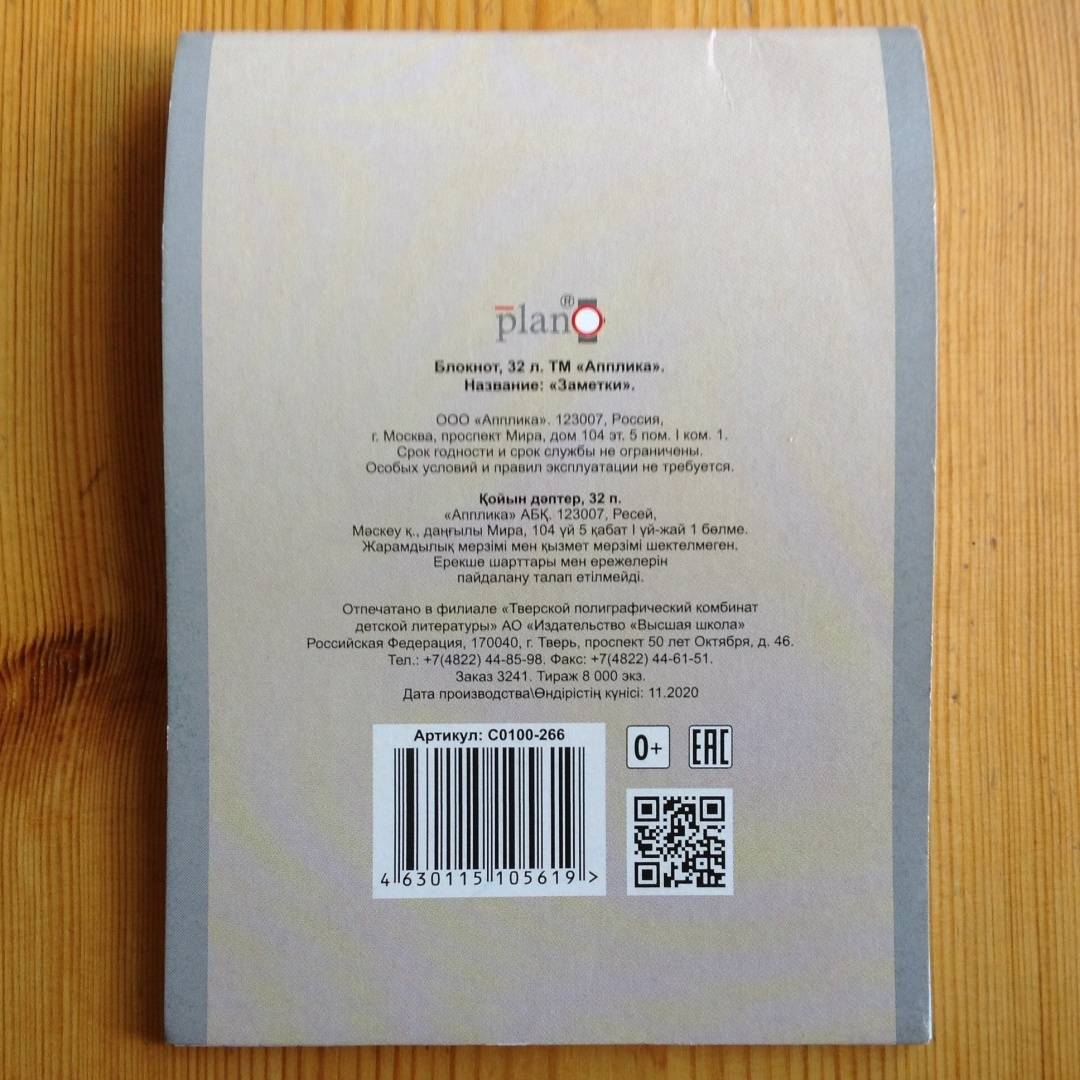 plano®
Блокнот, 32 л. ТМ «Апплика».
Название: «Заметки».
ООО «Апплика». 123007, Россия,
г. Москва, проспект Мира, дом 104 эт. 5 пом. I ком. 1.
Срок годности и срок службы не ограничены.
Особых условий и правил эксплуатации не требуется.
Қойын дәптер, 32 п.
«Апплика» АБҚ. 123007, Ресей,
Мәскеу қ., даңғылы Мира, 104 үй 5 қабат I үй-жай 1 бөлме.
Жарамдылық мерзімі мен қызмет мерзімі шектелмеген.
Ерекше шарттары мен ережелерін
пайдалану талап етілмейді.
Отпечатано в филиале «Тверской полиграфический комбинат
детской литературы» АО «Издательство «Высшая школа»
Российская Федерация, 170040, г. Тверь, проспект 50 лет Октября, д. 46.
Тел.: +7(4822) 44-85-98. Факс: +7(4822) 44-61-51.
Заказ 3241. Тираж 8 000 экз.
Дата производства\Өндірістің күнісі: 11.2020
Артикул: С0100-266
0+ EAC
4 630115 105619 >